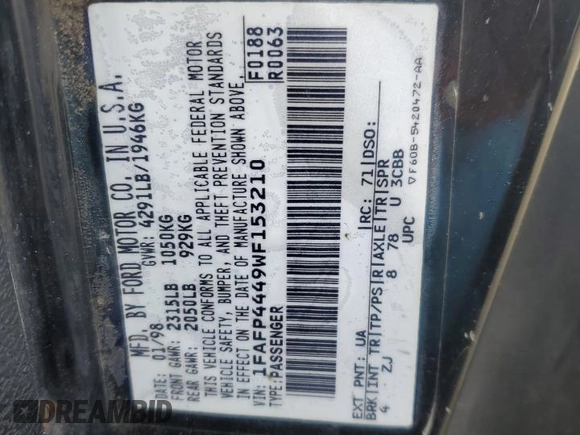 MFD. BY FORD MOTOR CO. IN U.S.A.
01/98 GVWR: 4291LB/1946KG
FRONT GAWR: 2315LB 1050KG
REAR GAWR: 2050LB 929KG
THIS VEHICLE CONFORMS TO ALL APPLICABLE FEDERAL MOTOR
VEHICLE SAFETY, BUMPER, AND THEFT PREVENTION STANDARDS
IN EFFECT ON THE DATE OF MANUFACTURE SHOWN ABOVE.
VIN: 1FAFP4449WF153210 F0188
TYPE: PASSENGER R0063
EXT PNT: UA RC: 71 DSO:
BRK INT TR TP/PS R AXLE TR SPR
4 ZJ 8 78 U 3CBB
UPC
▽F60B-5420472-AA
DREAMBID